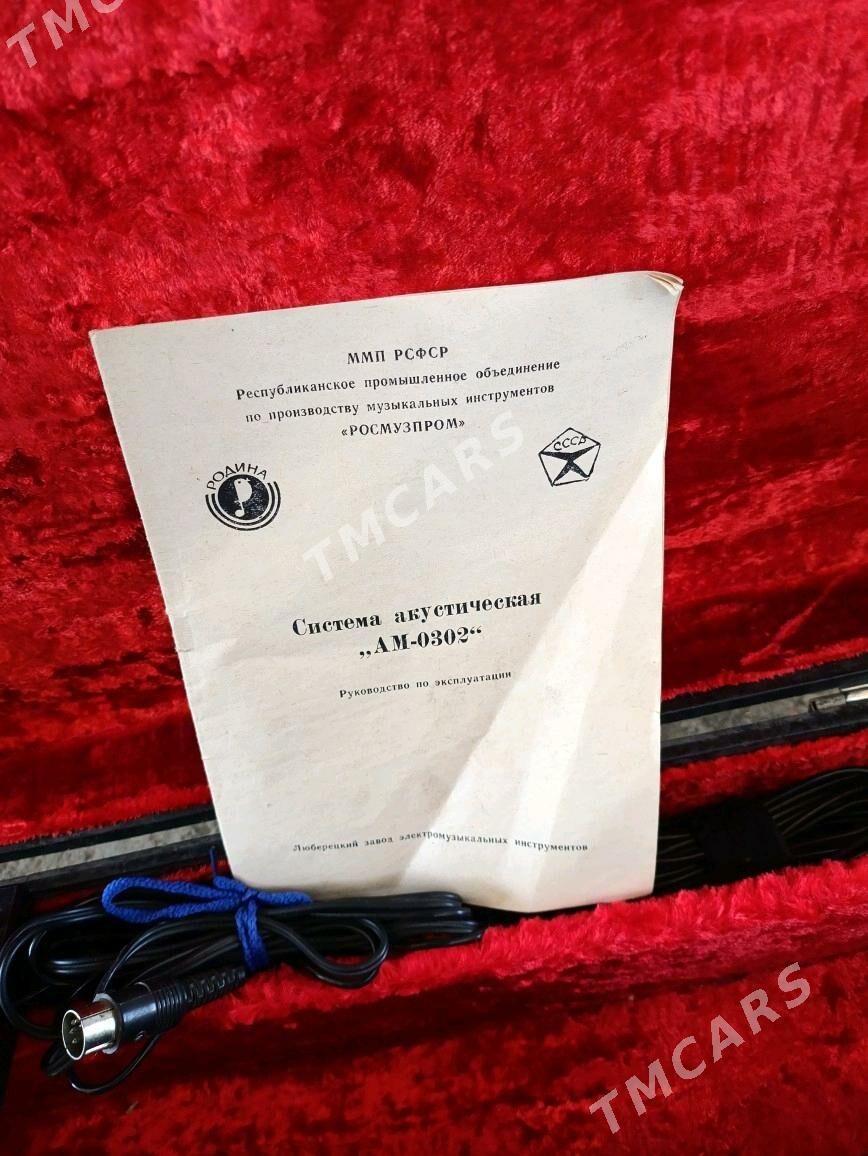 TMCARS
ММП РСФСР
Республиканское промышленное объединение
по производству музыкальных инструментов
«РОСМУЗПРОМ»
РОДИНА
СССР
TMCARS
Система акустическая
„АМ-0302“
Руководство по эксплуатации
Люберецкий завод электромузыкальных инструментов
TMCARS